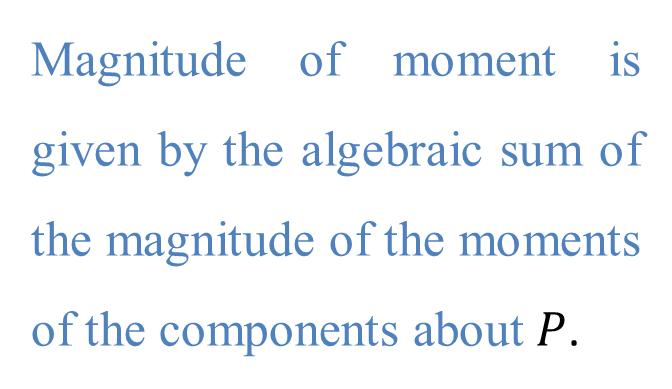 Magnitude of moment is
given by the algebraic sum of
the magnitude of the moments
of the components about P.